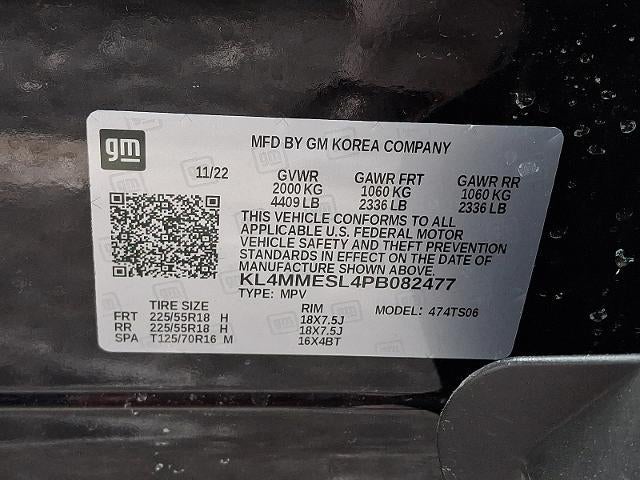 gm
MFD BY GM KOREA COMPANY
11/22 GVWR GAWR FRT GAWR RR
2000 KG 1060 KG 1060 KG
4409 LB 2336 LB 2336 LB
THIS VEHICLE CONFORMS TO ALL
APPLICABLE U.S. FEDERAL MOTOR
VEHICLE SAFETY AND THEFT PREVENTION
STANDARDS IN EFFECT ON THE DATE OF
MANUFACTURE SHOWN ABOVE.
KL4MMESL4PB082477
TYPE: MPV MODEL: 474TS06
TIRE SIZE RIM
FRT 225/55R18 H 18X7.5J
RR 225/55R18 H 18X7.5J
SPA T125/70R16 M 16X4BT